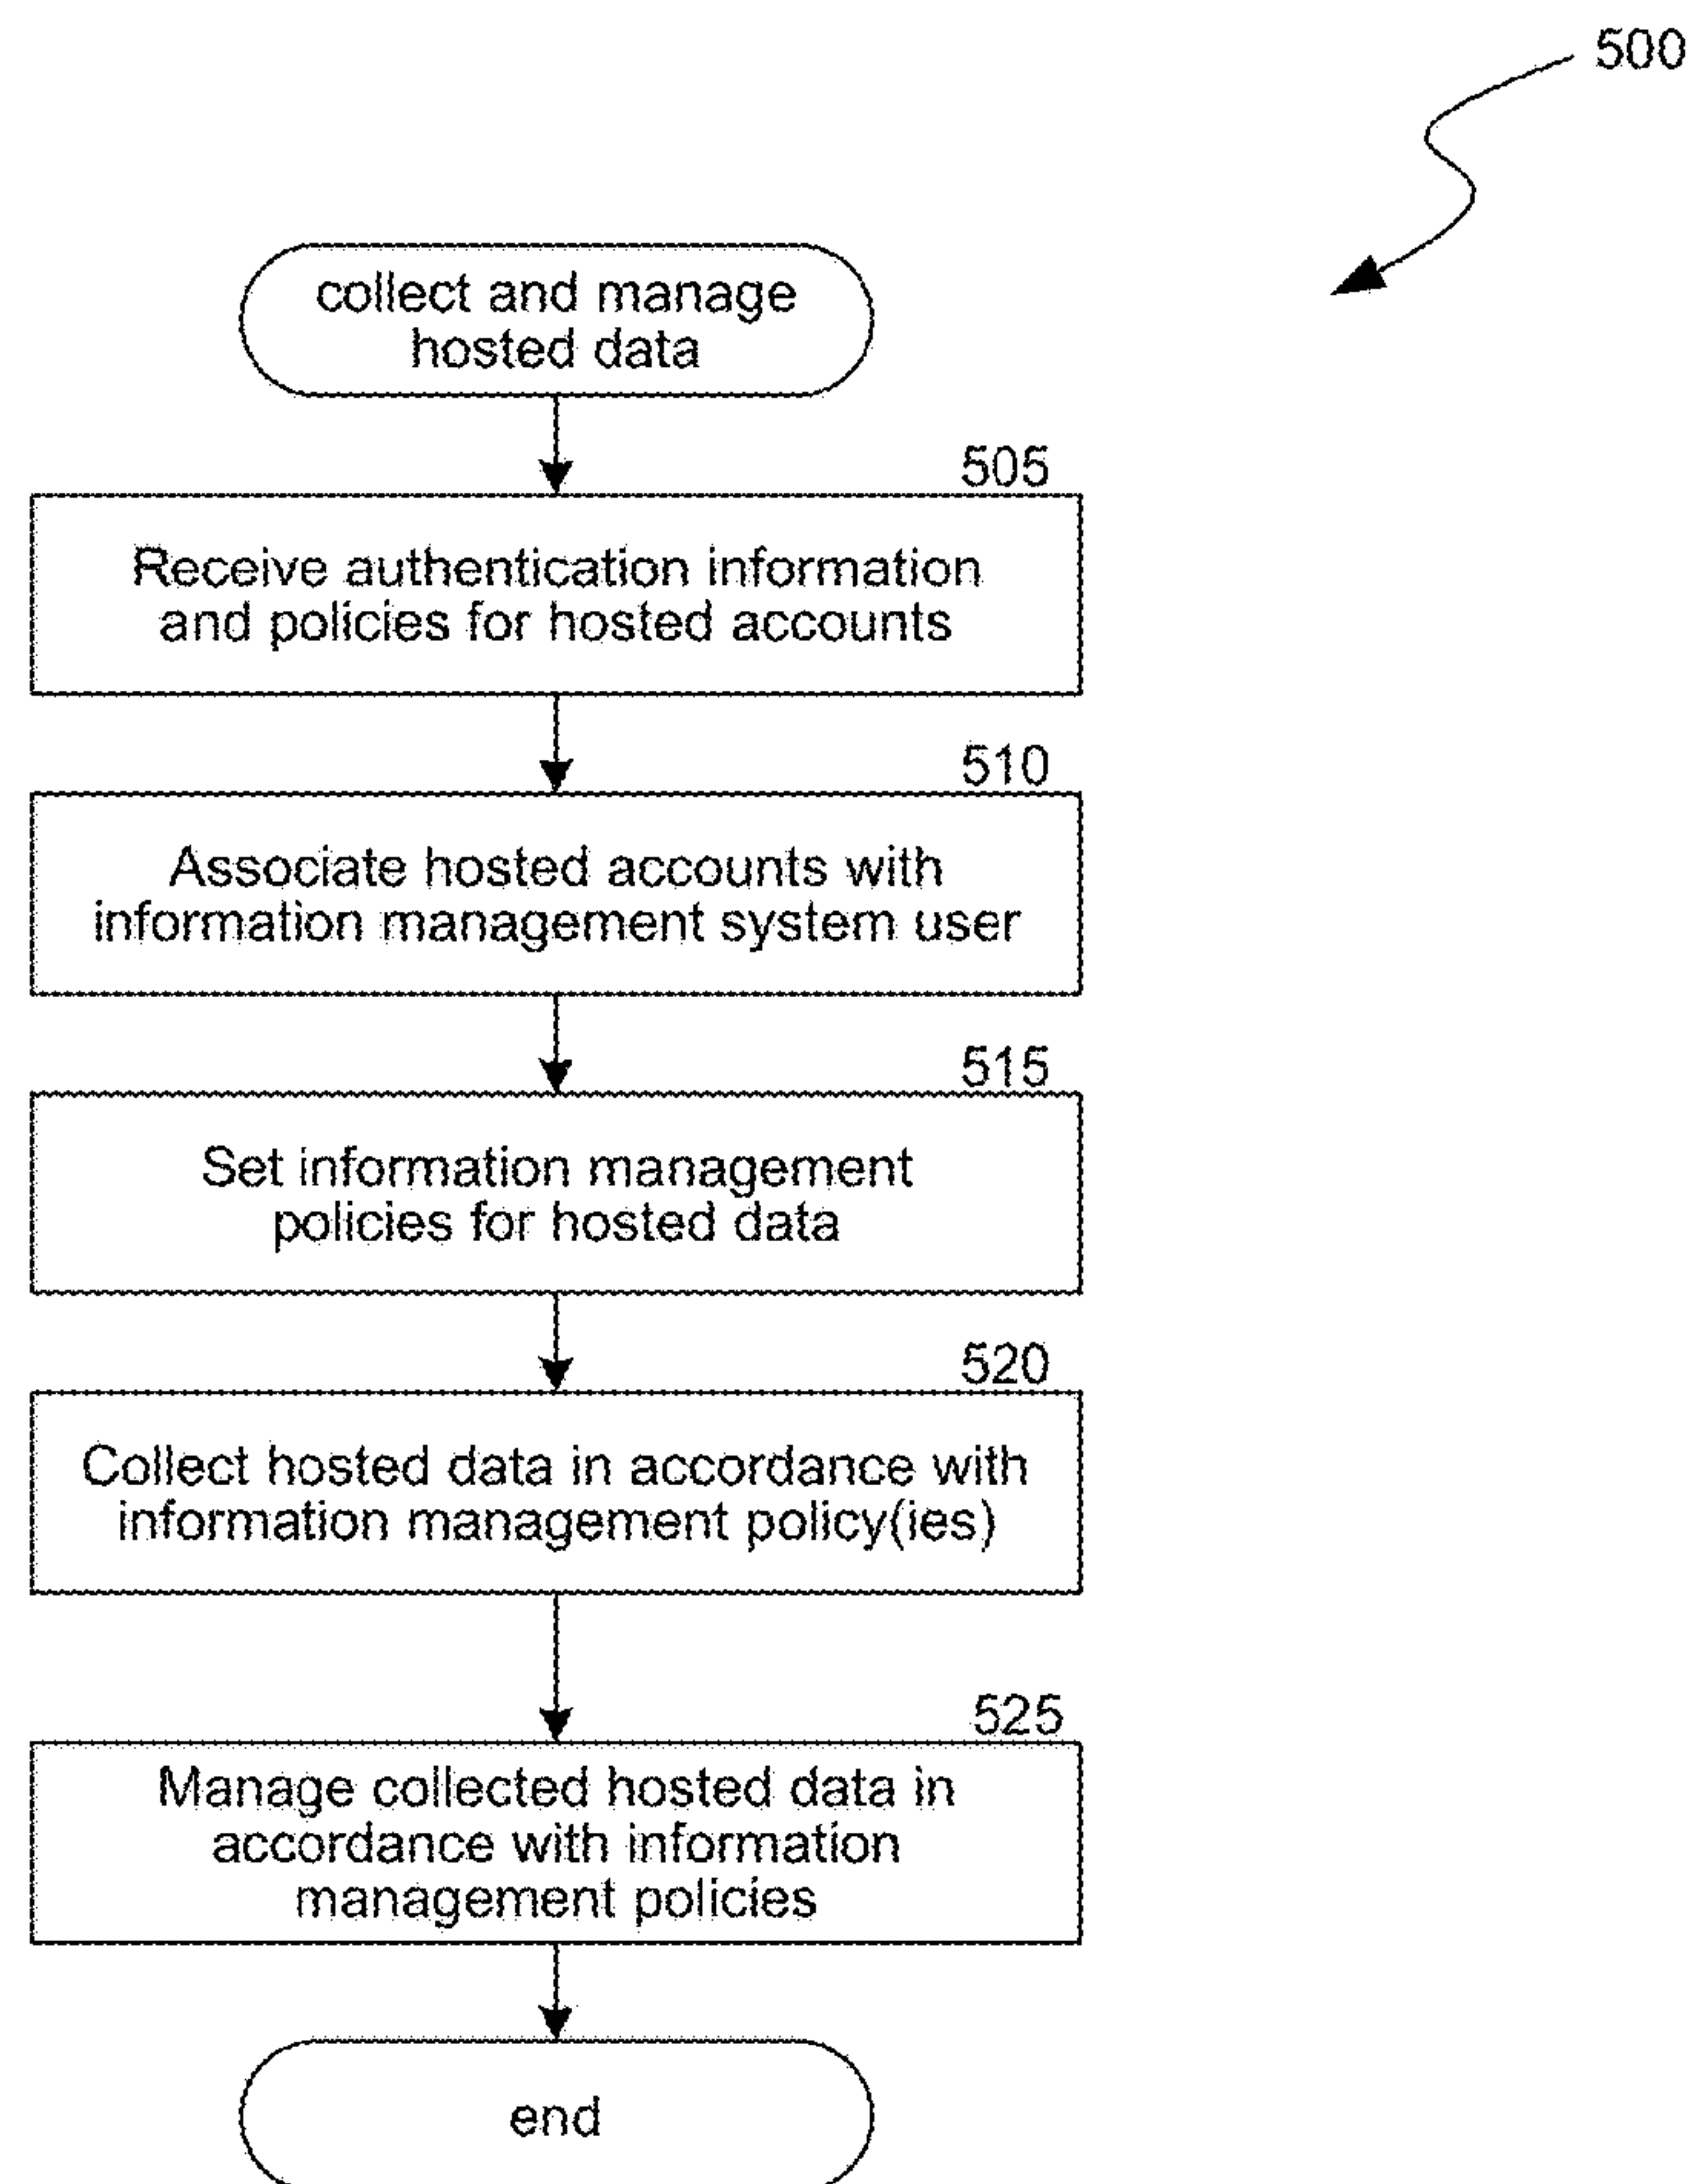 500
collect and manage
hosted data
505
Receive authentication information
and policies for hosted accounts
510
Associate hosted accounts with
information management system user
515
Set information management
policies for hosted data
520
Collect hosted data in accordance with
information management policy(ies)
525
Manage collected hosted data in
accordance with information
management policies
end